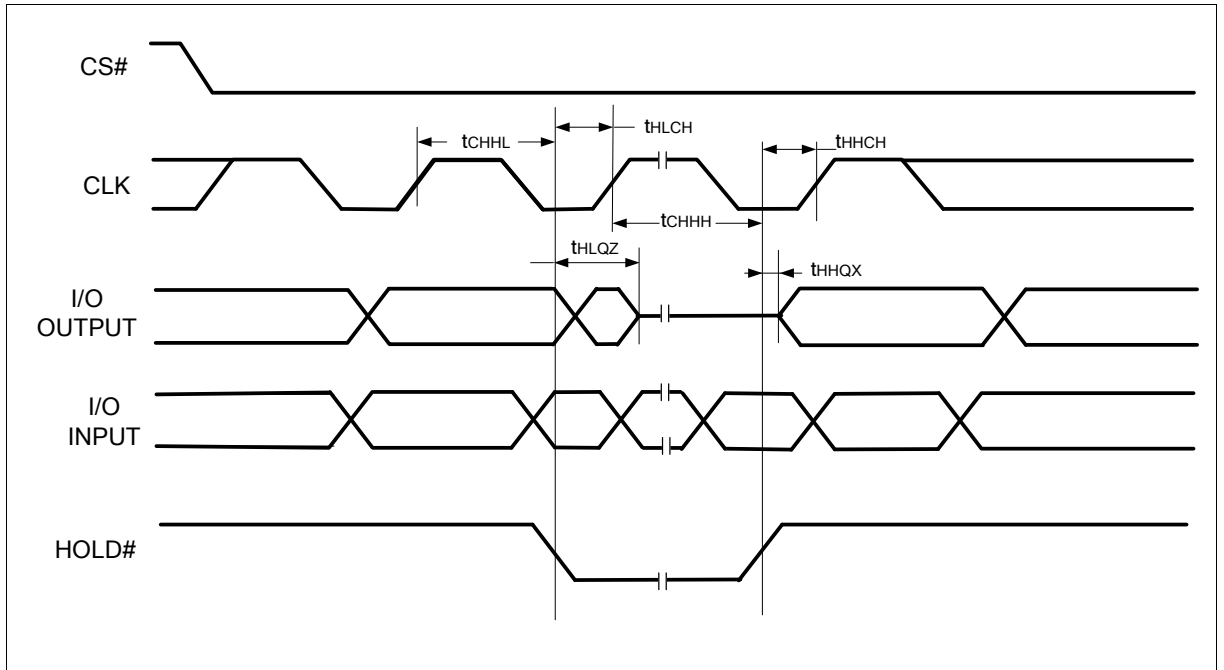 CS#
tCHHL
tHLCH
tHHCH
CLK
tCHHH
tHLQZ
tHHQX
I/O
OUTPUT
I/O
INPUT
HOLD#